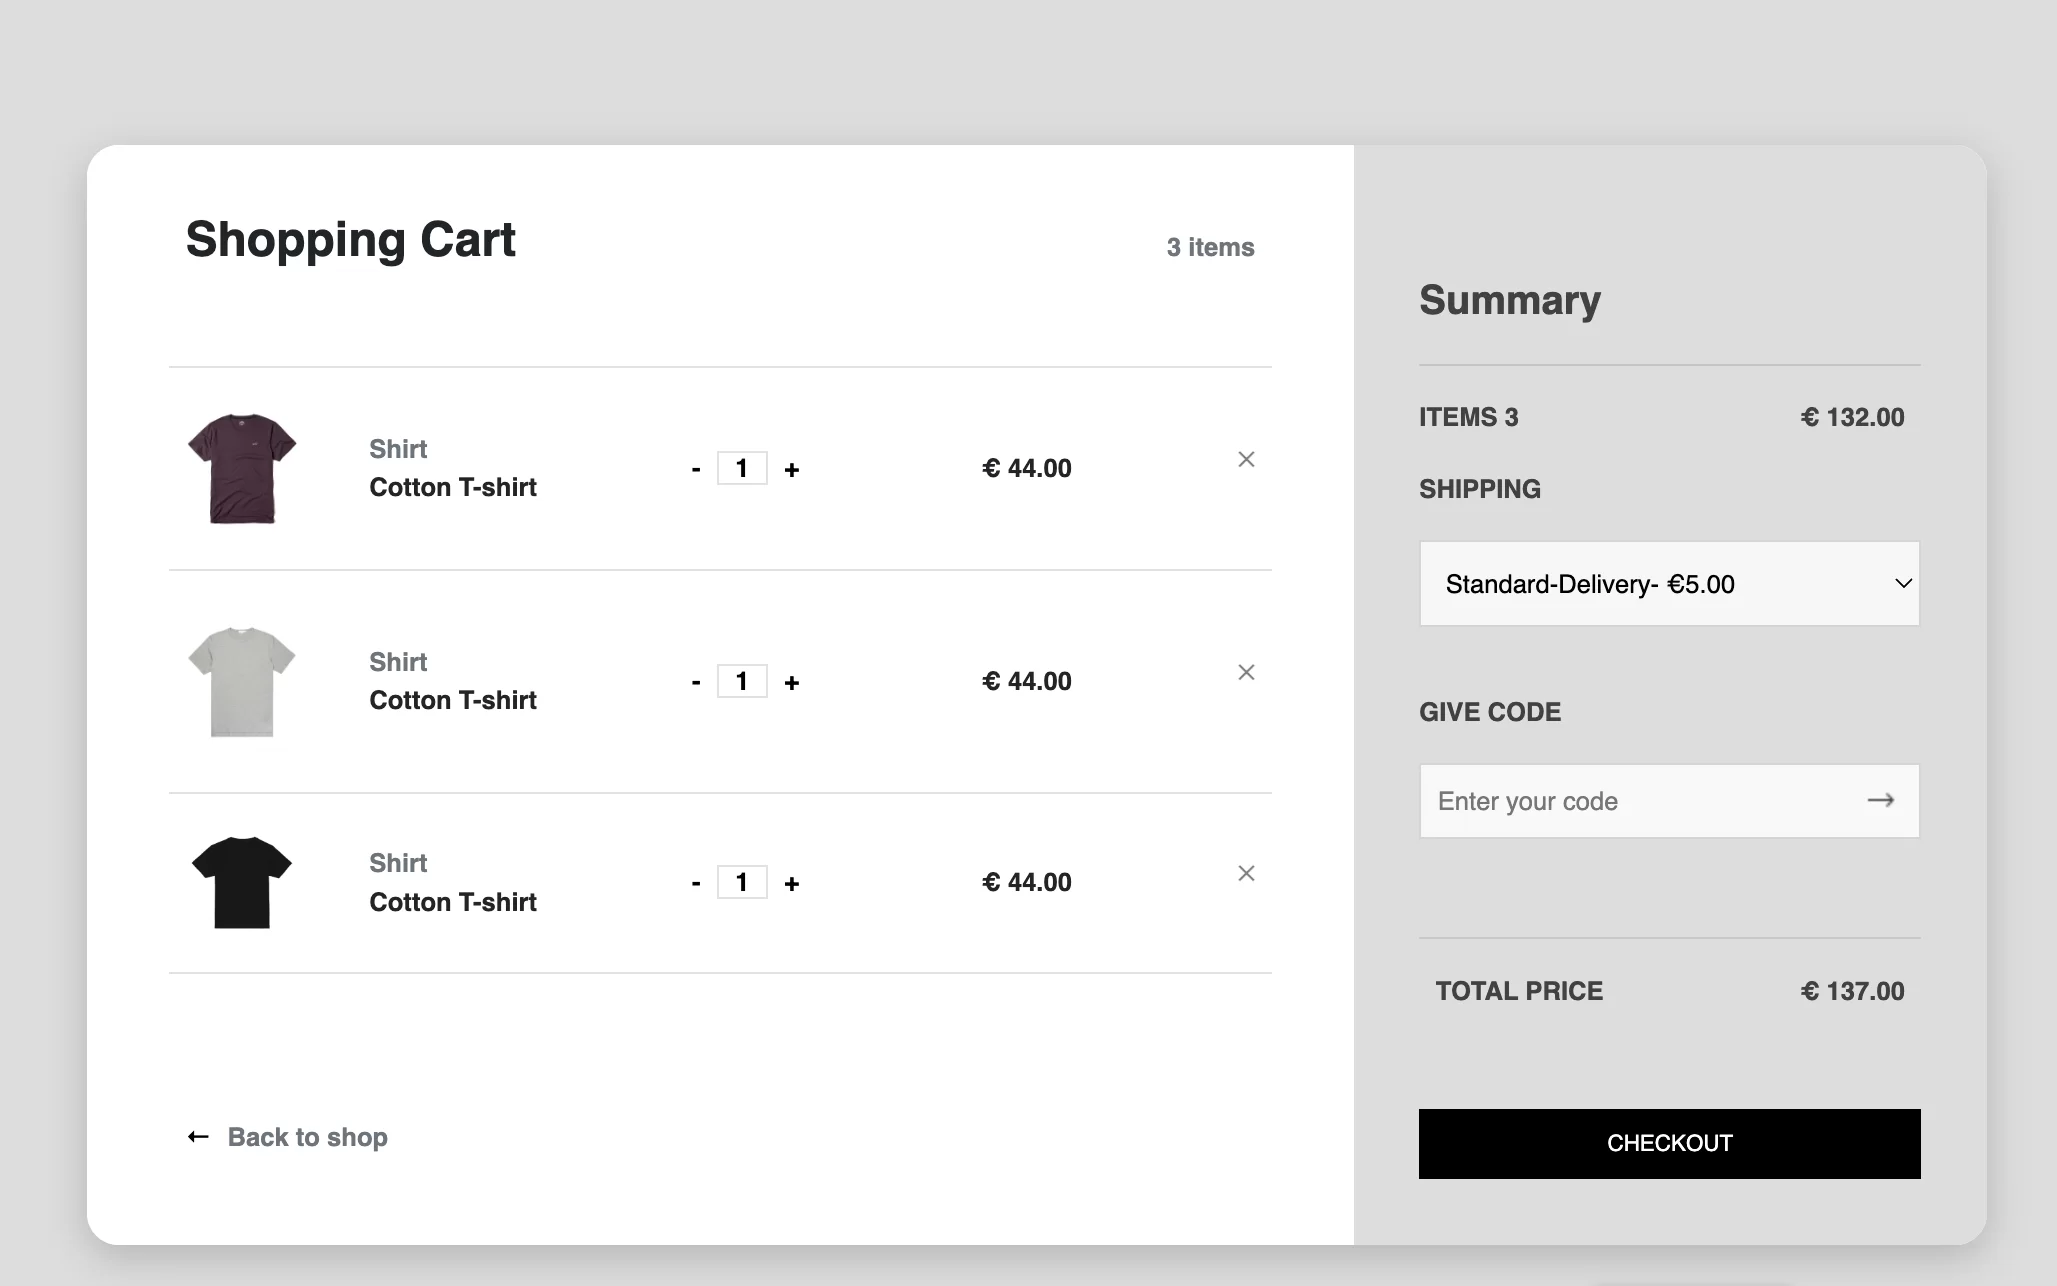 Shopping Cart
3 items
Shirt
Cotton T-shirt
- 1 +
€ 44.00
×
Shirt
Cotton T-shirt
- 1 +
€ 44.00
×
Shirt
Cotton T-shirt
- 1 +
€ 44.00
×
← Back to shop
Summary
ITEMS 3
€ 132.00
SHIPPING
Standard-Delivery- €5.00
GIVE CODE
Enter your code →
TOTAL PRICE
€ 137.00
CHECKOUT